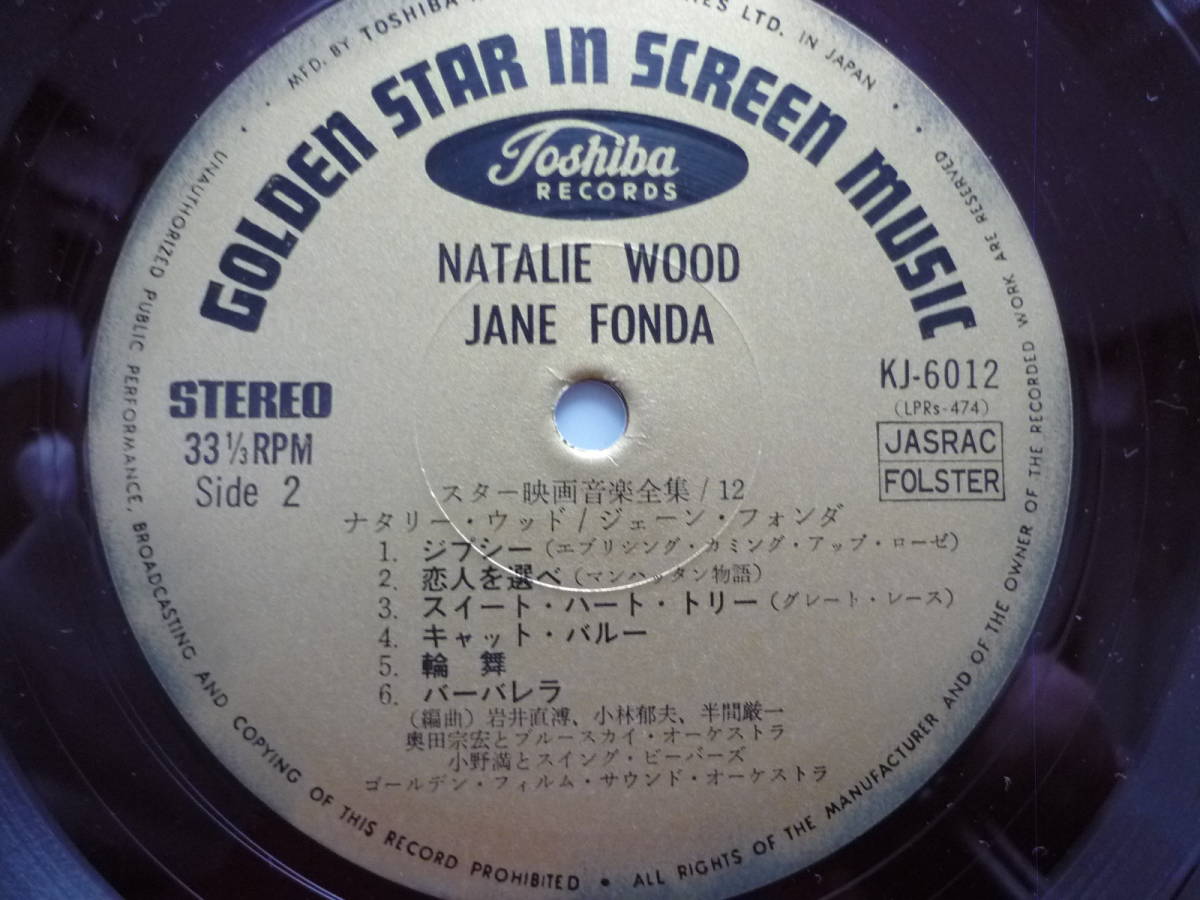 MFD. BY TOSHIBA
ES LTD. IN JAPAN
GOLDEN STAR IN SCREEN MUSIC
Toshiba
RECORDS
NATALIE WOOD
JANE FONDA
STEREO
33 1/3 RPM
Side 2
KJ-6012
(LPRs-474)
JASRAC
FOLSTER
スター映画音楽全集/12
ナタリー・ウッド/ジェーン・フォンダ
1. ジプシー(エブリシング・カミング・アップ・ローゼ)
2. 恋人を選べ(マンハッタン物語)
3. スイート・ハート・トリー(グレート・レース)
4. キャット・バルー
5. 輪舞
6. バーバレラ
(編曲)岩井直溥、小林郁夫、半間厳一
奥田宗宏とブルースカイ・オーケストラ
小野満とスイング・ビーバーズ
ゴールデン・フィルム・サウンド・オーケストラ
UNAUTHORIZED PUBLIC PERFORMANCE, BROADCASTING AND COPYING OF THIS RECORD PROHIBITED • ALL RIGHTS OF THE MANUFACTURER AND OF THE OWNER OF THE RECORDED WORK ARE RESERVED